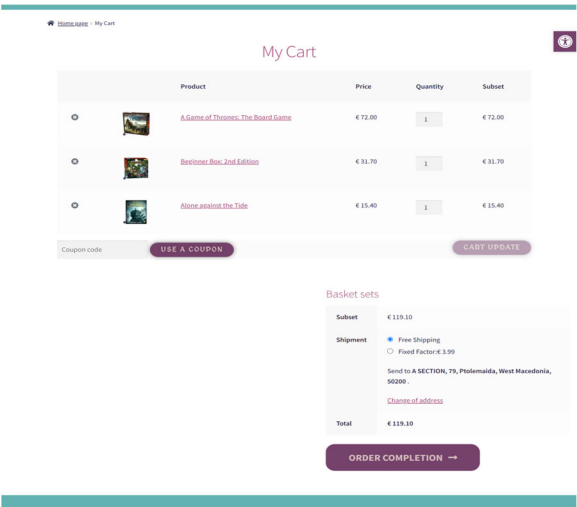 Home page › My Cart
My Cart
Product Price Quantity Subset
A Game of Thrones: The Board Game € 72.00 1 € 72.00
Beginner Box: 2nd Edition € 31.70 1 € 31.70
Alone against the Tide € 15.40 1 € 15.40
Coupon code USE A COUPON CART UPDATE
Basket sets
Subset € 119.10
Shipment Free Shipping
Fixed Factor:€ 3.99
Send to A SECTION, 79, Ptolemaida, West Macedonia,
50200 .
Change of address
Total € 119.10
ORDER COMPLETION →